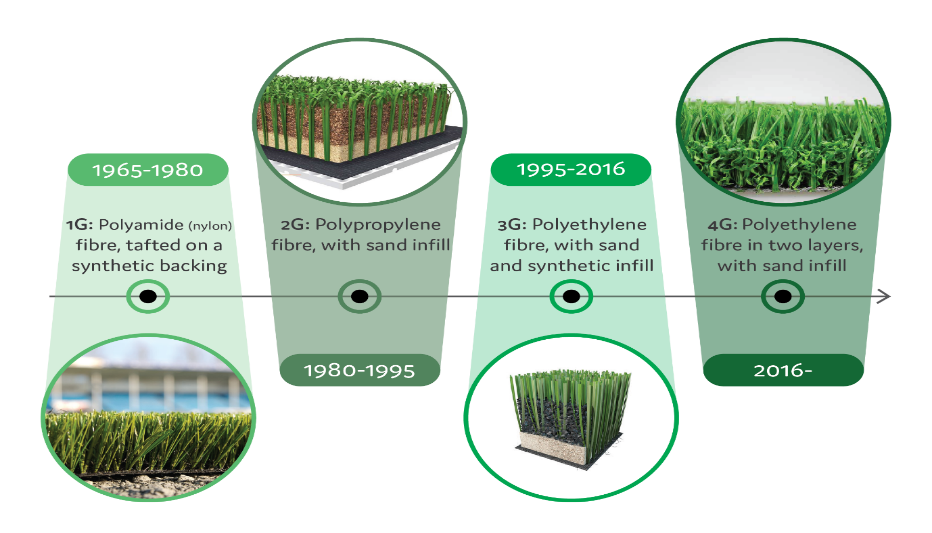 1965-1980
1G: Polyamide (nylon)
fibre, tafted on a
synthetic backing
2G: Polypropylene
fibre, with sand infill
1980-1995
1995-2016
3G: Polyethylene
fibre, with sand
and synthetic infill
4G: Polyethylene
fibre in two layers,
with sand infill
2016-